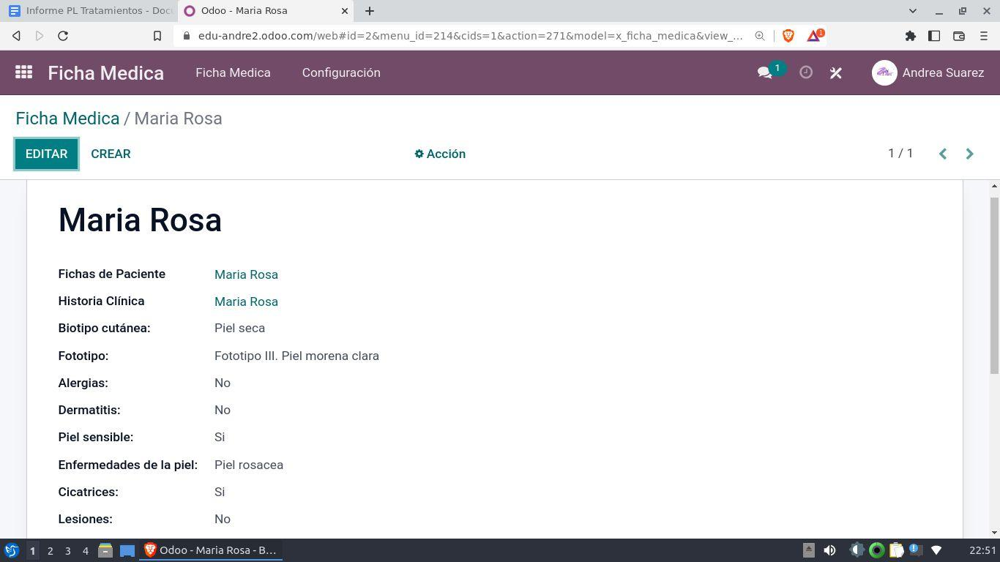 Informe PL Tratamientos - Doc
Odoo - Maria Rosa
edu-andre2.odoo.com/web#id=2&menu_id=214&cids=1&action=271&model=x_ficha_medica&view_...
1
Ficha Medica
Ficha Medica
Configuración
1
Andrea Suarez
Ficha Medica / Maria Rosa
EDITAR
CREAR
Acción
1 / 1
Maria Rosa
Fichas de Paciente Maria Rosa
Historia Clínica Maria Rosa
Biotipo cutánea: Piel seca
Fototipo: Fototipo III. Piel morena clara
Alergias: No
Dermatitis: No
Piel sensible: Si
Enfermedades de la piel: Piel rosacea
Cicatrices: Si
Lesiones: No
1 2 3 4
Odoo - Maria Rosa - B...
22:51